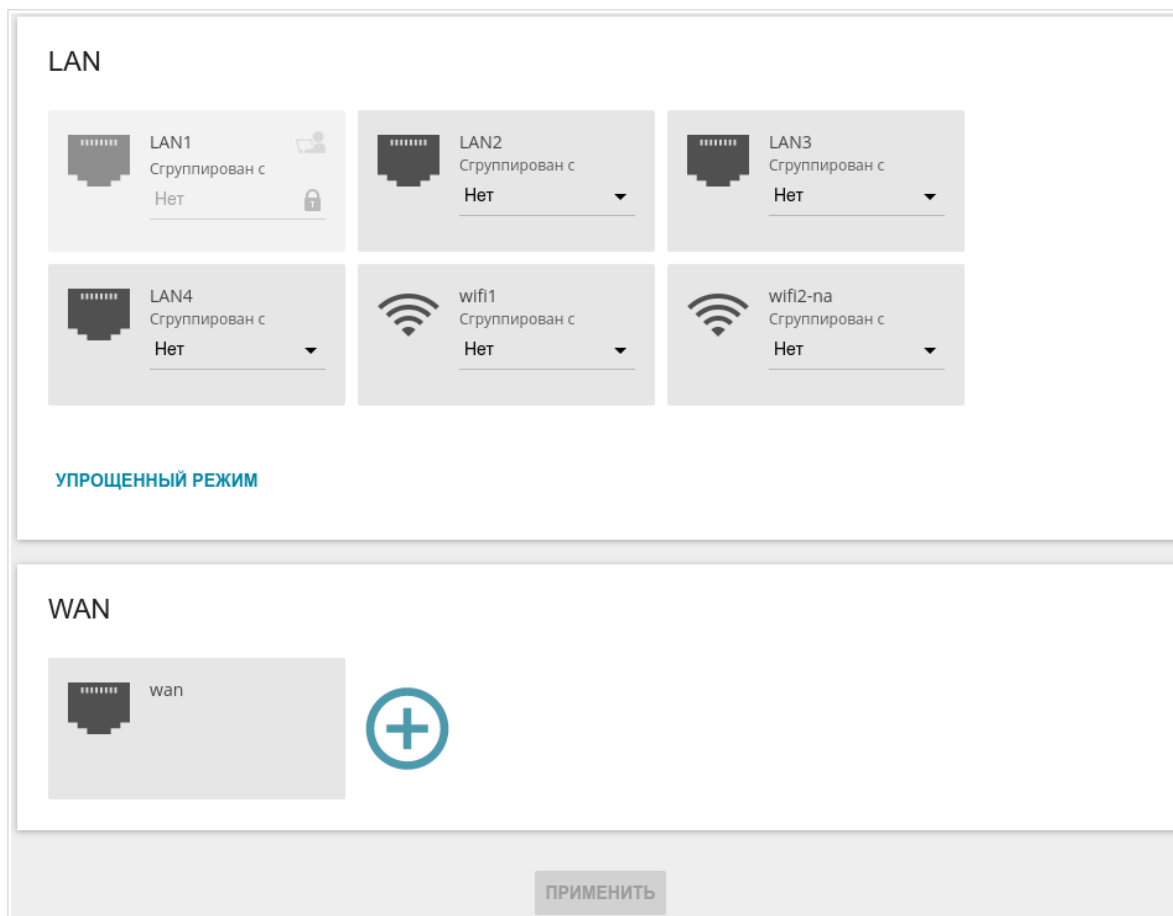 LAN
LAN1
Сгруппирован с
Нет
LAN2
Сгруппирован с
Нет
LAN3
Сгруппирован с
Нет
LAN4
Сгруппирован с
Нет
wifi1
Сгруппирован с
Нет
wifi2-na
Сгруппирован с
Нет
УПРОЩЕННЫЙ РЕЖИМ
WAN
wan
ПРИМЕНИТЬ